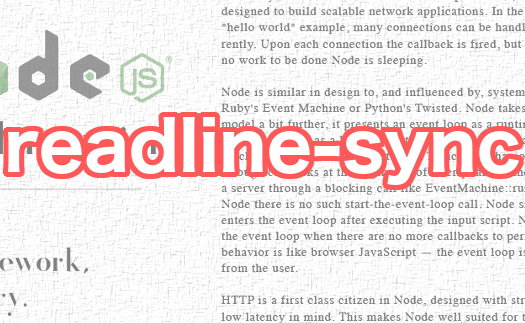 designed to build scalable network applications. In the
"hello world" example, many connections can be handl
rently. Upon each connection the callback is fired, but
no work to be done Node is sleeping.
ode JS
Node is similar in design to, and influenced by, system
Ruby's Event Machine or Python's Twisted. Node takes
model a bit further, it presents an event loop as a runtim
readline-sync
a server through a blocking call like EventMachine::ru
Node there is no such start-the-event-loop call. Node si
enters the event loop after executing the input script. N
the event loop when there are no more callbacks to per
behavior is like browser JavaScript — the event loop is
from the user.
ework,
ry.
HTTP is a first class citizen in Node, designed with str
low latency in mind. This makes Node well suited for t